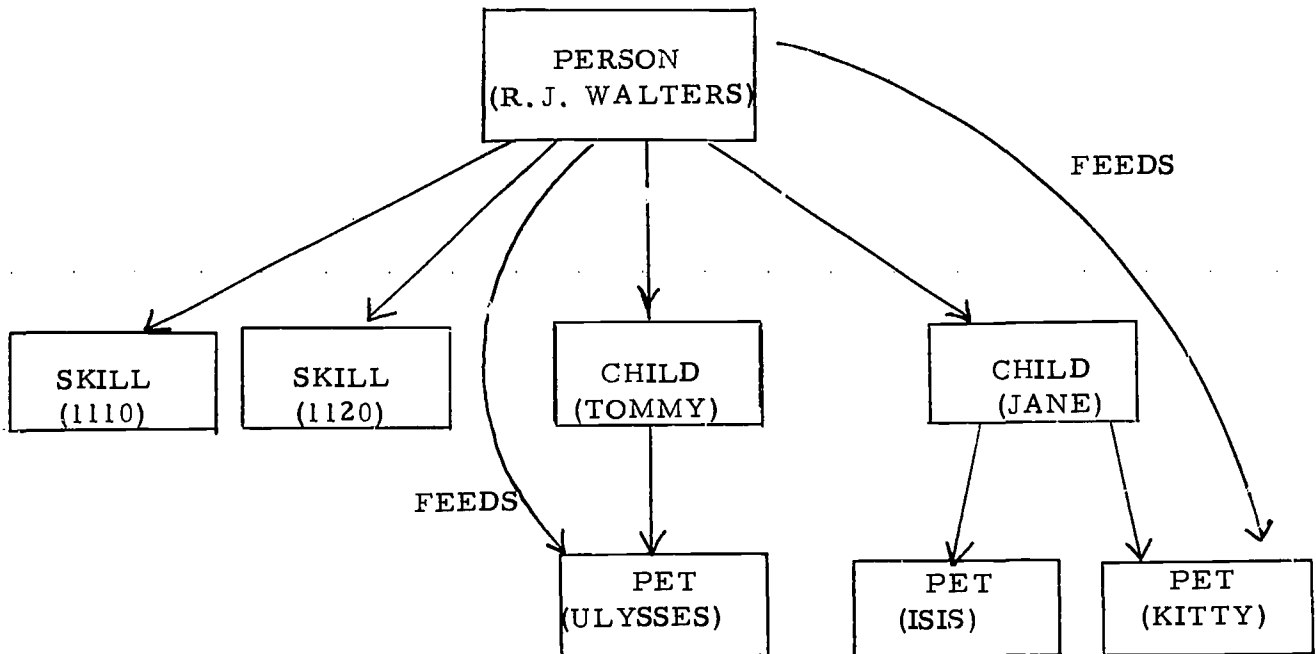 PERSON
(R.J. WALTERS)
FEEDS
SKILL
(1110)
SKILL
(1120)
CHILD
(TOMMY)
CHILD
(JANE)
FEEDS
PET
(ULYSSES)
PET
(ISIS)
PET
(KITTY)